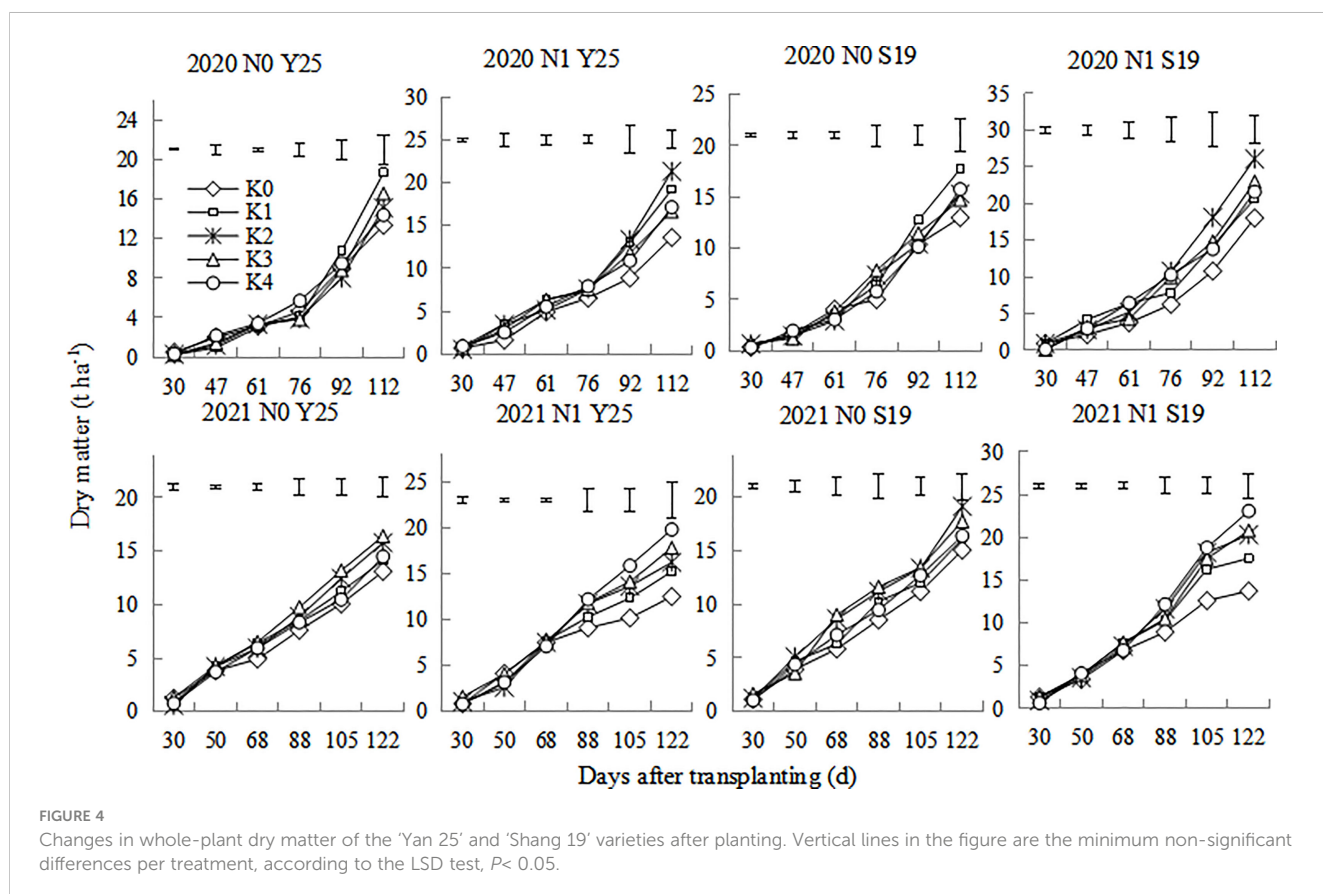 2020 N0 Y25
2020 N1 Y25
2020 N0 S19
2020 N1 S19
24
20
16
12
8
4
0
K0
K1
K2
K3
K4
30 47 61 76 92 112
30
25
20
15
10
5
0
30 47 61 76 92 112
25
20
15
10
5
0
30 47 61 76 92 112
35
30
25
20
15
10
5
0
30 47 61 76 92 112
Dry matter (t ha⁻¹)
2021 N0 Y25
2021 N1 Y25
2021 N0 S19
2021 N1 S19
20
15
10
5
0
30 50 68 88 105 122
25
20
15
10
5
0
30 50 68 88 105 122
20
15
10
5
0
30 50 68 88 105 122
30
25
20
15
10
5
0
30 50 68 88 105 122
Days after transplanting (d)
FIGURE 4
Changes in whole-plant dry matter of the ‘Yan 25’ and ‘Shang 19’ varieties after planting. Vertical lines in the figure are the minimum non-significant
differences per treatment, according to the LSD test, P< 0.05.